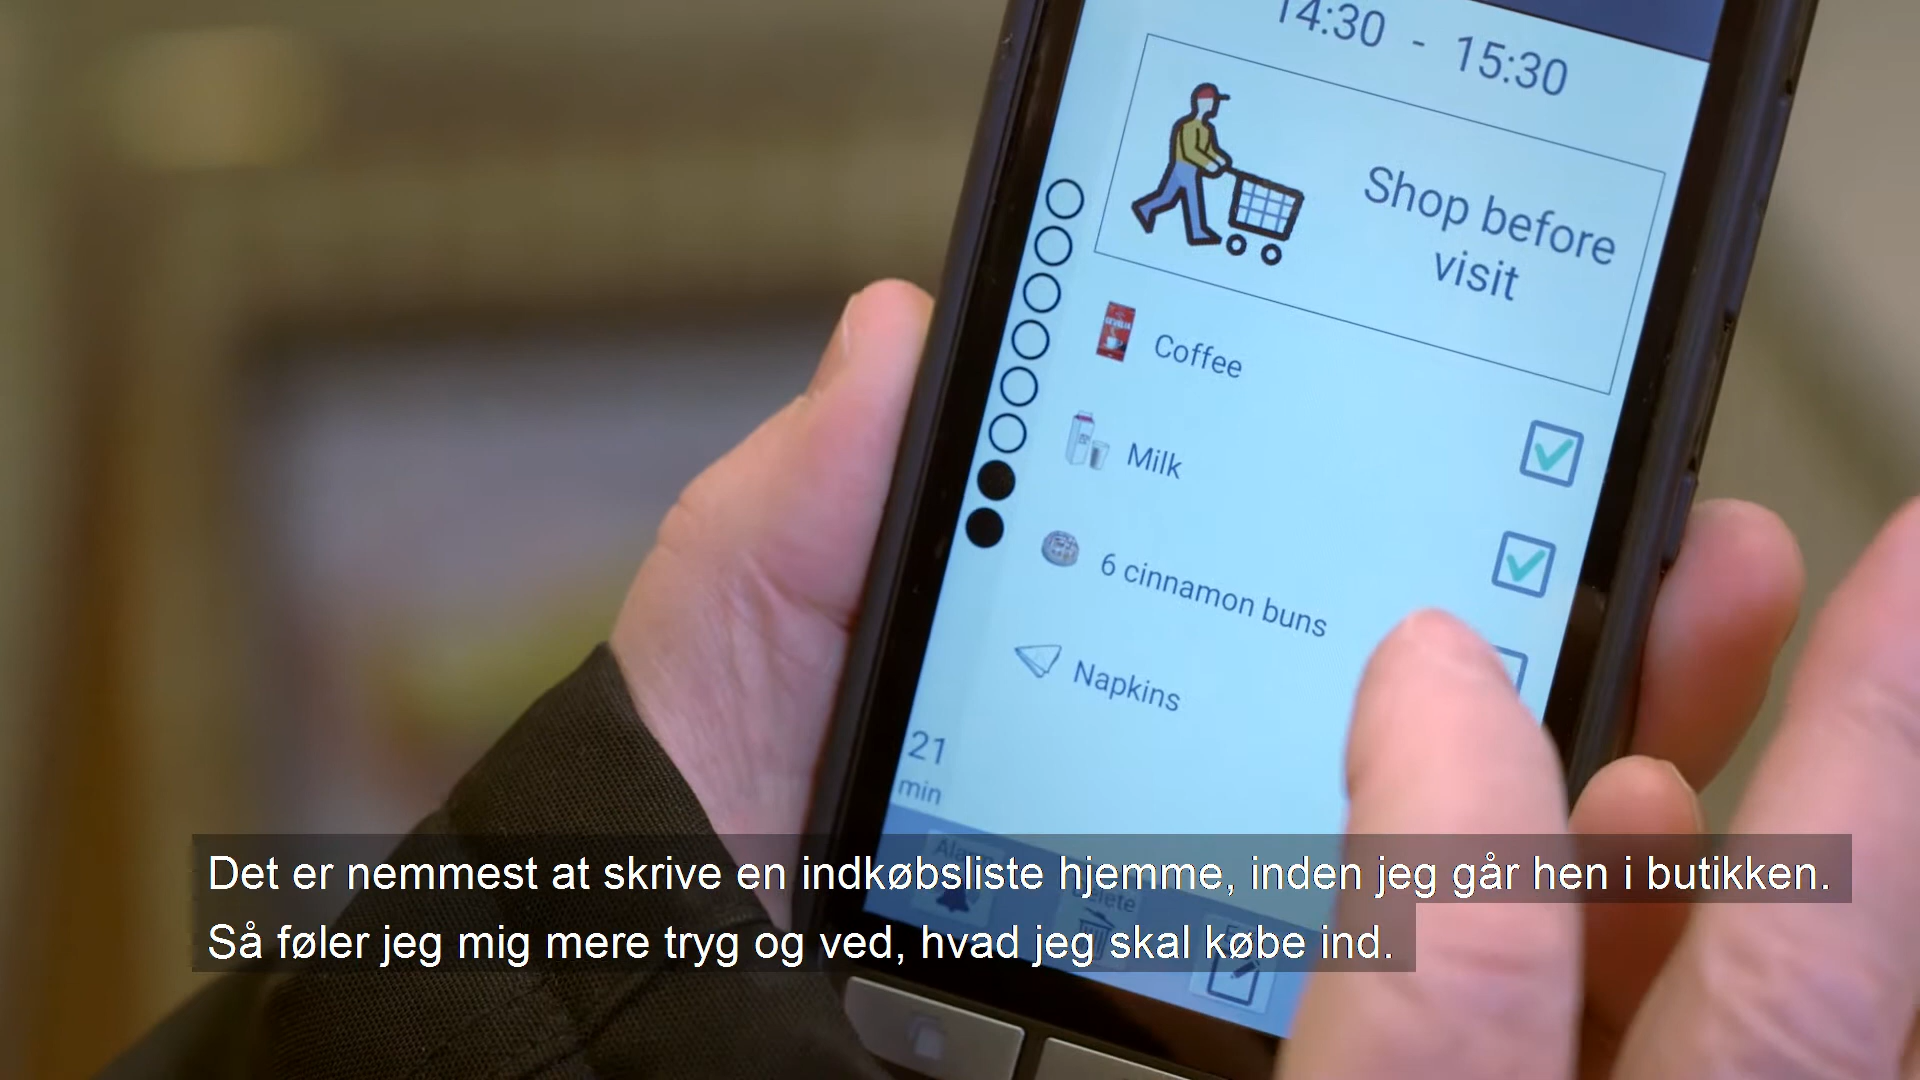 14:30 - 15:30
Shop before
visit
Coffee
Milk
6 cinnamon buns
Napkins
21
min
Delete
Det er nemmest at skrive en indkøbsliste hjemme, inden jeg går hen i butikken.
Så føler jeg mig mere tryg og ved, hvad jeg skal købe ind.